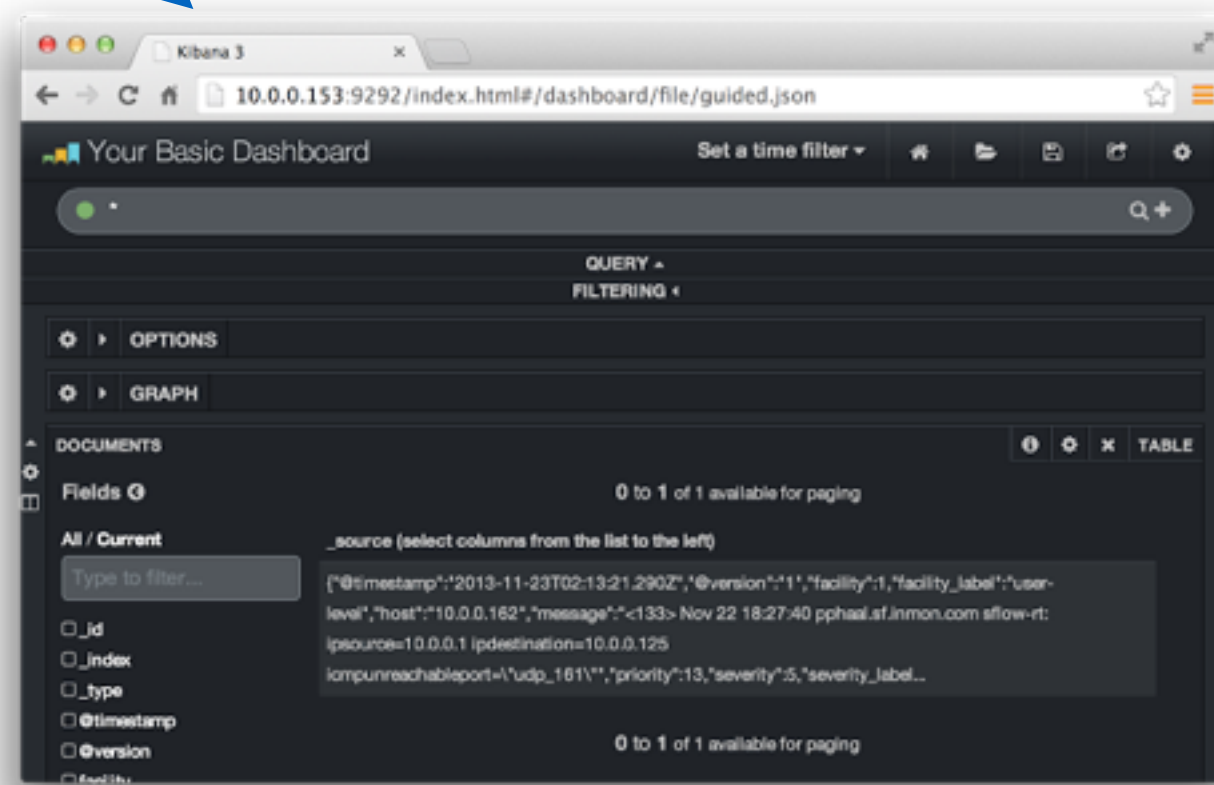 Kibana 3
10.0.0.153:9292/index.html#/dashboard/file/guided.json
Your Basic Dashboard Set a time filter
*
QUERY
FILTERING
OPTIONS
GRAPH
DOCUMENTS TABLE
Fields 0 to 1 of 1 available for paging
All / Current _source (select columns from the list to the left)
Type to filter...
{"@timestamp":"2013-11-23T02:13:21.290Z","@version":"1","facility":1,"facility_label":"user-
level","host":"10.0.0.162","message":"<133> Nov 22 18:27:40 pphaal.sf.inmon.com sflow-rt:
ipsource=10.0.0.1 ipdestination=10.0.0.125
icmpunreachableport=\"udp_161\"","priority":13,"severity":5,"severity_label...
_id
_index
_type
@timestamp
@version
0 to 1 of 1 available for paging
facility